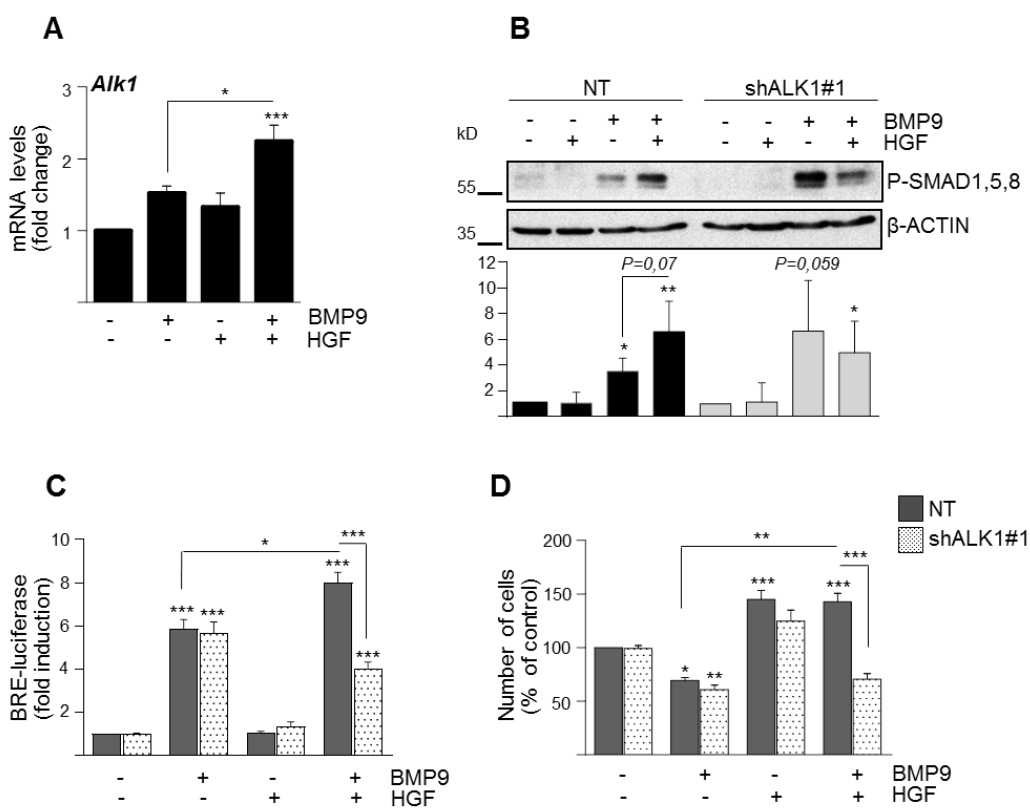 A
Alk1
mRNA levels
(fold change)
3
2
1
*
***
- + - + BMP9
- - + + HGF
B
NT shALK1#1
- - + + - - + + BMP9
kD - + - + - + - + HGF
55 P-SMAD1,5,8
35 ß-ACTIN
P=0,07 P=0,059
12
10
8
6
4
2
* ** *
C
BRE-luciferase
(fold induction)
10
8
6
4
2
* ***
*** *** *** ***
- + - + BMP9
- - + + HGF
D
NT
shALK1#1
Number of cells
(% of control)
200
150
100
50
** ***
* ** *** ***
- + - + BMP9
- - + + HGF